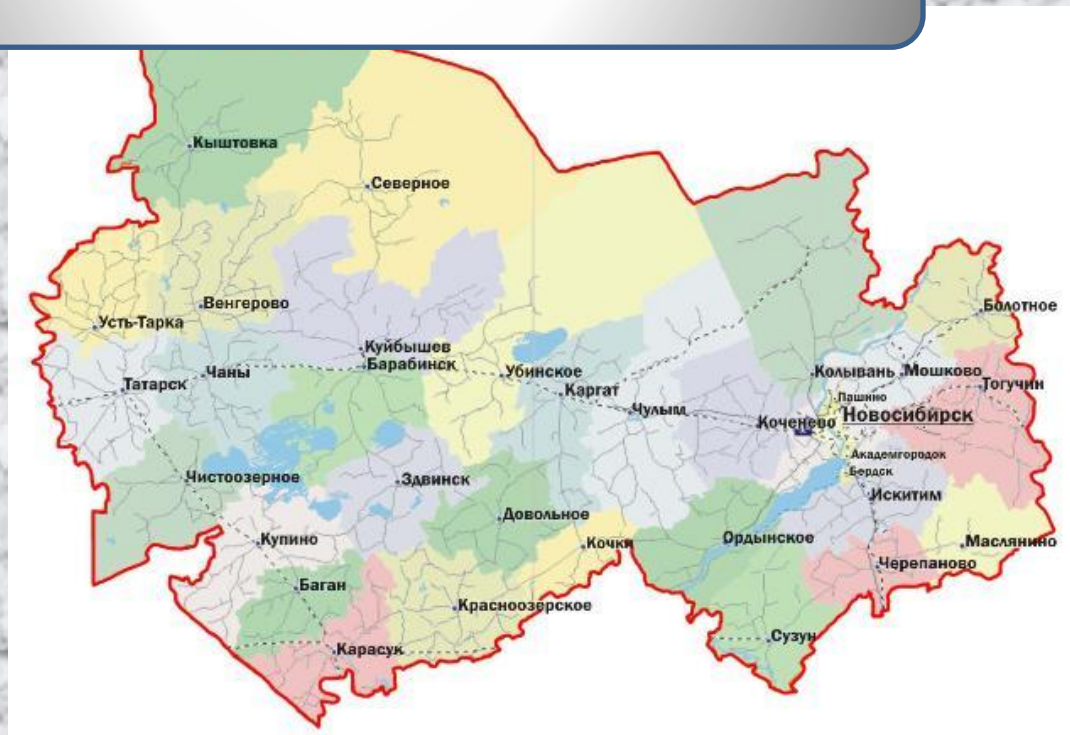 Кыштовка
Северное
Венгерово
Болотное
Усть-Тарка
Куйбышев
Барабинск
Чаны
Убинское
Колывань
Мошково
Татарск
Каргат
Тогучин
Пашино
Чулым
Новосибирск
Коченево
Академгородок
Бердск
Чистоозерное
Здвинск
Искитим
Довольное
Купино
Кочки
Ордынское
Маслянино
Черепаново
Баган
Красноозерское
Сузун
Карасук